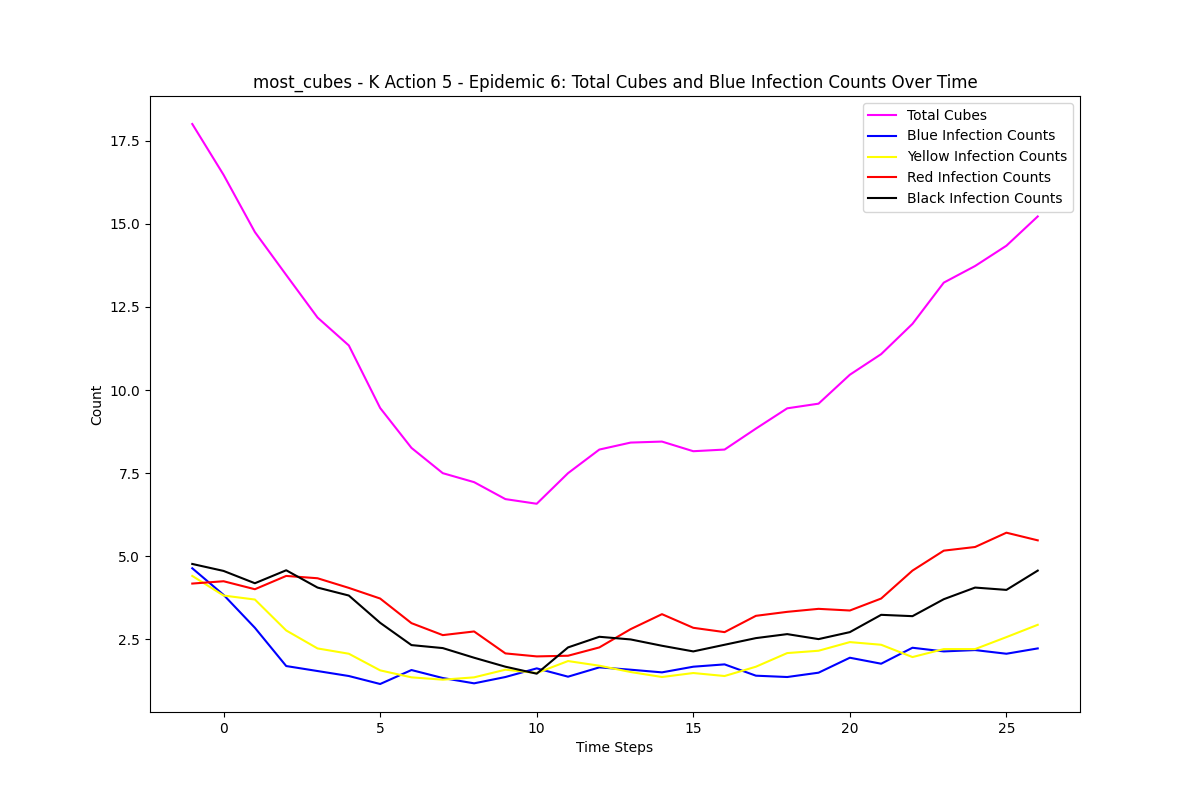 most_cubes - K Action 5 - Epidemic 6: Total Cubes and Blue Infection Counts Over Time
Total Cubes
Blue Infection Counts
Yellow Infection Counts
Red Infection Counts
Black Infection Counts
17.5
15.0
12.5
10.0
7.5
5.0
2.5
Count
0 5 10 15 20 25
Time Steps